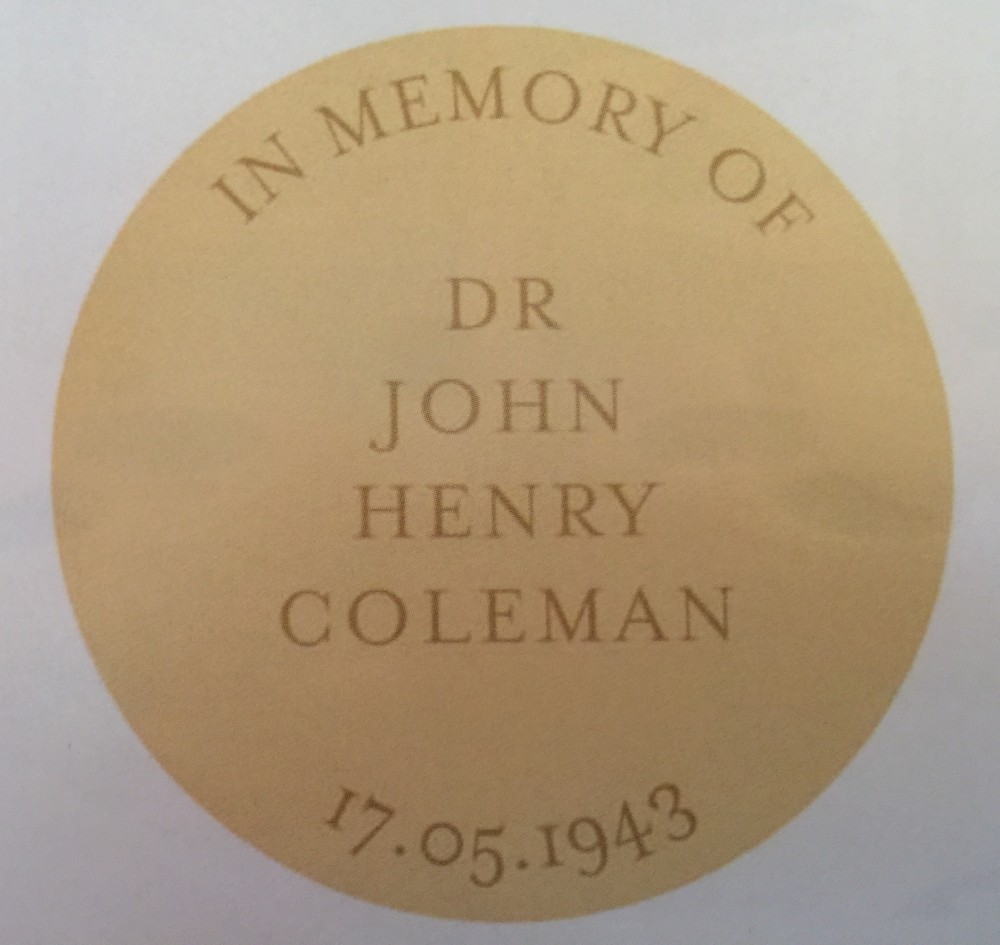 IN MEMORY OF
DR
JOHN
HENRY
COLEMAN
17.05.1943